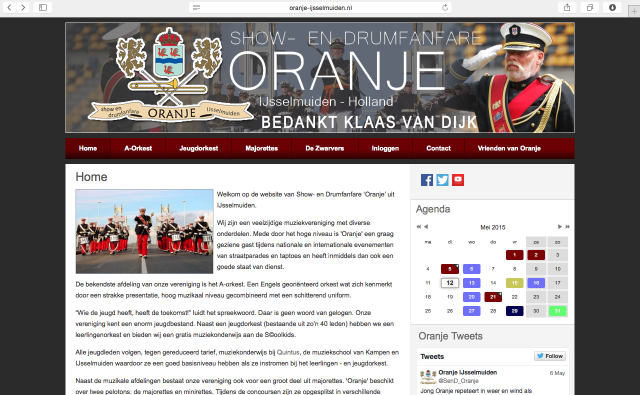 oranje-ijsselmuiden.nl
SHOW- EN DRUMFANFARE
ORANJE
IJsselmuiden - Holland
BEDANKT KLAAS VAN DIJK
show en drumfanfare ORANJE IJsselmuiden
Home A-Orkest Jeugdorkest Majorettes De Zwarvers Inloggen Contact Vrienden van Oranje
Home
Welkom op de website van Show- en Drumfanfare 'Oranje' uit
IJsselmuiden.
Wij zijn een veelzijdige muziekvereniging met diverse
onderdelen. Mede door het hoge niveau is 'Oranje' een graag
geziene gast tijdens nationale en internationale evenementen
van straatparades en taptoes en heeft inmiddels dan ook een
goede staat van dienst.
De bekendste afdeling van onze vereniging is het A-orkest. Een Engels georiënteerd orkest wat zich kenmerkt
door een strakke presentatie, hoog muzikaal niveau gecombineerd met een schitterend uniform.
"Wie de jeugd heeft, heeft de toekomst!" luidt het spreekwoord. Daar is geen woord van gelogen. Onze
vereniging kent een enorm jeugdbestand. Naast een jeugdorkest (bestaande uit zo'n 40 leden) hebben we een
leerlingenorkest en bieden wij een gratis muziekonderwijs aan de S©oolkids.
Alle jeugdleden volgen, tegen gereduceerd tarief, muziekonderwijs bij Quintus, de muziekschool van Kampen en
IJsselmuiden waardoor ze een goed basisniveau hebben als ze instromen bij het leerlingen - en jeugdorkest.
Naast de muzikale afdelingen bestaat onze vereniging ook voor een groot deel uit majorettes. 'Oranje' beschikt
over twee pelotons: de majorettes en minirettes. Tijdens de concoursen zijn ze opgesplitst in verschillende
Agenda
Mei 2015
ma di wo do vr za zo
1 2 3
4 5 6 7 8 9 10
11 12 13 14 15 16 17
18 19 20 21 22 23 24
25 26 27 28 29 30 31
Oranje Tweets
Tweets Follow
Oranje IJsselmuiden 6 May
@SenD_Oranje
Jong Oranje repeteert in weer en wind als